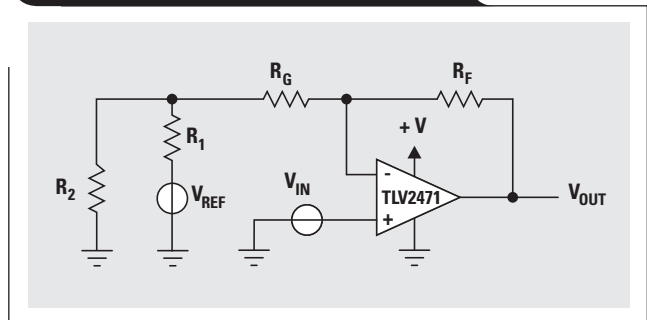 R_G
R_F
+ V
R_1
V_IN
R_2
V_REF
-
TLV2471
V_OUT
+